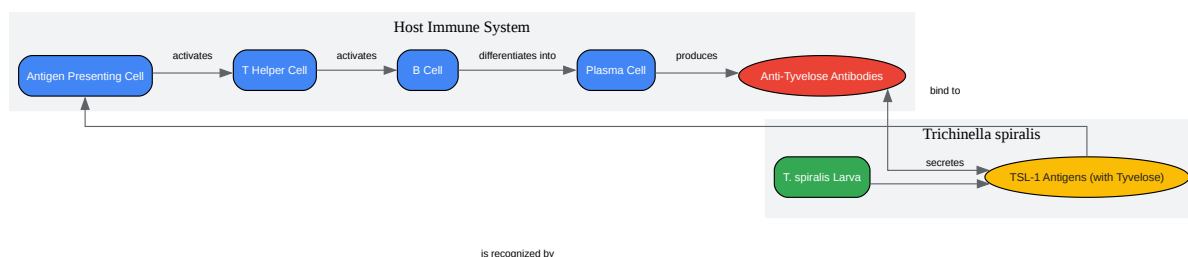 Host Immune System
activates
activates
differentiates into
produces
Antigen Presenting Cell
T Helper Cell
B Cell
Plasma Cell
Anti-Tyvelose Antibodies
bind to
Trichinella spiralis
secretes
T. spiralis Larva
TSL-1 Antigens (with Tyvelose)
is recognized by